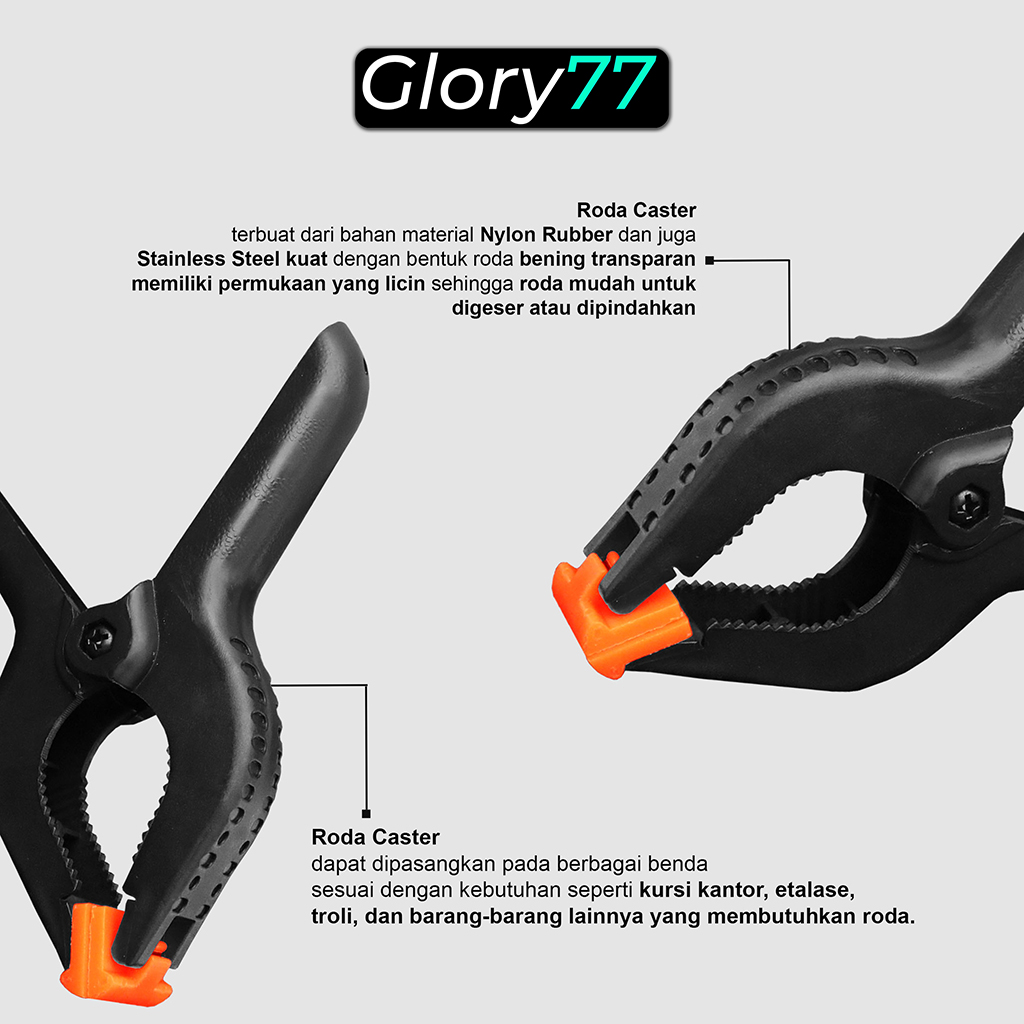 Glory77
Roda Caster
terbuat dari bahan material Nylon Rubber dan juga
Stainless Steel kuat dengan bentuk roda bening transparan
memiliki permukaan yang licin sehingga roda mudah untuk
digeser atau dipindahkan
Roda Caster
dapat dipasangkan pada berbagai benda
sesuai dengan kebutuhan seperti kursi kantor, etalase,
troli, dan barang-barang lainnya yang membutuhkan roda.